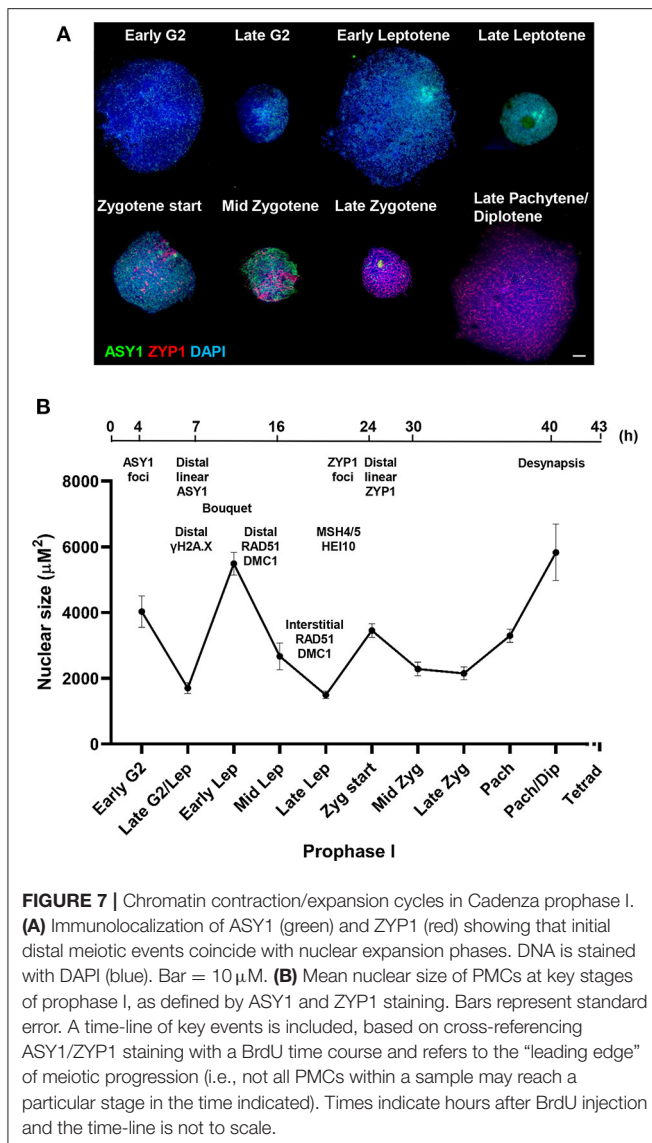 A
Early G2
Late G2
Early Leptotene
Late Leptotene
Zygotene start
Mid Zygotene
Late Zygotene
Late Pachytene/
Diplotene
ASY1 ZYP1 DAPI
B
0 4 7 16 24 30 40 43 (h)
ASY1
foci
Distal
linear
ASY1
ZYP1
foci
Distal
linear
ZYP1
Desynapsis
Bouquet
Distal
γH2A.X
Distal
RAD51
DMC1
MSH4/5
HEI10
Interstitial
RAD51
DMC1
Nuclear size (μM²)
8000
6000
4000
2000
0
Early G2
Late G2/Lep
Early Lep
Mid Lep
Late Lep
Zyg start
Mid Zyg
Late Zyg
Pach
Pach/Dip
Tetrad
Prophase I
FIGURE 7 | Chromatin contraction/expansion cycles in Cadenza prophase I.
(A) Immunolocalization of ASY1 (green) and ZYP1 (red) showing that initial
distal meiotic events coincide with nuclear expansion phases. DNA is stained
with DAPI (blue). Bar = 10 μM. (B) Mean nuclear size of PMCs at key stages
of prophase I, as defined by ASY1 and ZYP1 staining. Bars represent standard
error. A time-line of key events is included, based on cross-referencing
ASY1/ZYP1 staining with a BrdU time course and refers to the “leading edge”
of meiotic progression (i.e., not all PMCs within a sample may reach a
particular stage in the time indicated). Times indicate hours after BrdU injection
and the time-line is not to scale.